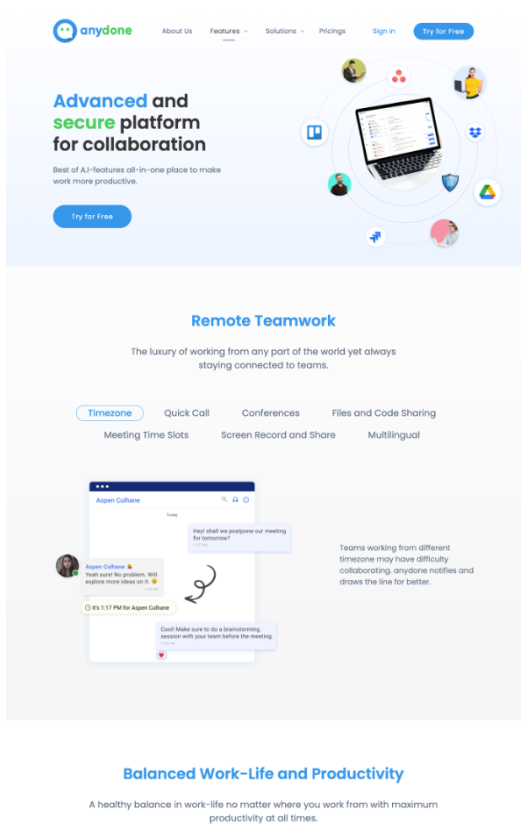 anydone
About Us
Features
Solutions
Pricings
Sign in
Try for Free
Advanced and
secure platform
for collaboration
Best of A.I-features all-in-one place to make
work more productive.
Try for Free
Remote Teamwork
The luxury of working from any part of the world yet always
staying connected to teams.
Timezone
Quick Call
Conferences
Files and Code Sharing
Meeting Time Slots
Screen Record and Share
Multilingual
Aspen Culhane
Today
Hey! shall we postpone our meeting
for tomorrow?
Aspen Culhane
Yeah sure! No problem. Will
explore more ideas on it.
It's 1:17 PM for Aspen Culhane
Cool! Make sure to do a brainstorming
session with your team before the meeting.
Teams working from different
timezone may have difficulty
collaborating, anydone notifies and
draws the line for better.
Balanced Work-Life and Productivity
A healthy balance in work-life no matter where you work from with maximum
productivity at all times.